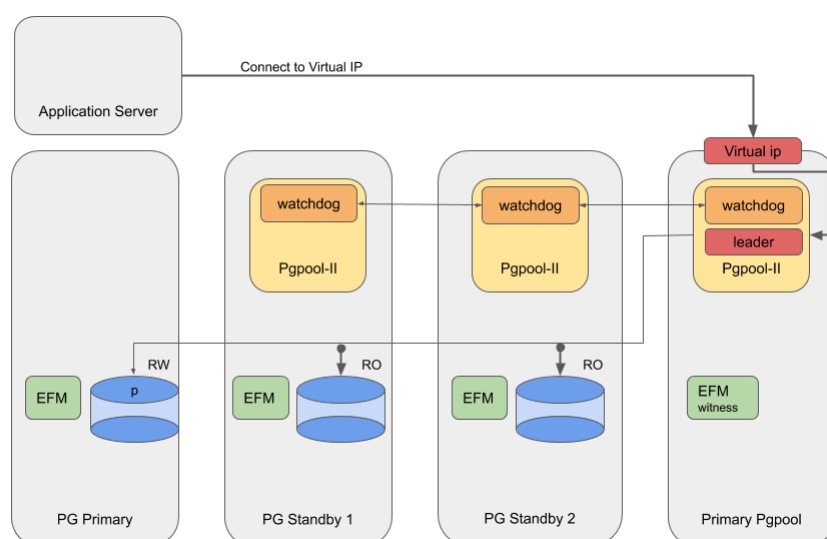 Connect to Virtual IP
Application Server
Virtual ip
watchdog
watchdog
watchdog
leader
Pgpool-II
Pgpool-II
Pgpool-II
RW
RO
RO
EFM
p
EFM
EFM
EFM
witness
PG Primary
PG Standby 1
PG Standby 2
Primary Pgpool